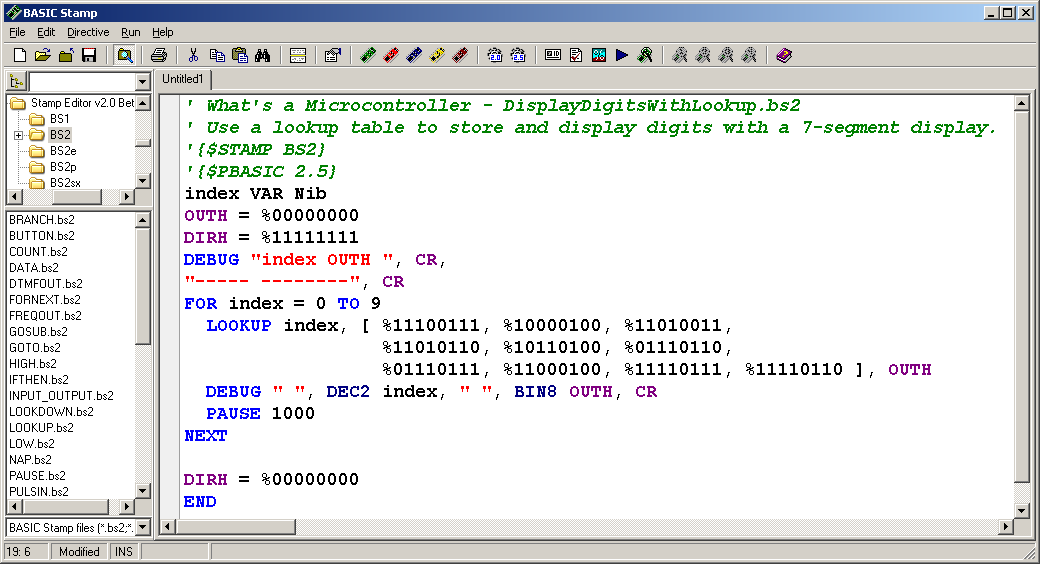 BASIC Stamp
File Edit Directive Run Help
Untitled1
Stamp Editor v2.0 Bet
BS1
BS2
BS2e
BS2p
BS2sx
BRANCH.bs2
BUTTON.bs2
COUNT.bs2
DATA.bs2
DTMFOUT.bs2
FORNEXT.bs2
FREQOUT.bs2
GOSUB.bs2
GOTO.bs2
HIGH.bs2
IFTHEN.bs2
INPUT_OUTPUT.bs2
LOOKDOWN.bs2
LOOKUP.bs2
LOW.bs2
NAP.bs2
PAUSE.bs2
PULSIN.bs2
BASIC Stamp files (*.bs2;*.
' What's a Microcontroller - DisplayDigitsWithLookup.bs2
' Use a lookup table to store and display digits with a 7-segment display.
'{$STAMP BS2}
'{$PBASIC 2.5}
index VAR Nib
OUTH = %00000000
DIRH = %11111111
DEBUG "index OUTH ", CR,
"----- --------", CR
FOR index = 0 TO 9
LOOKUP index, [ %11100111, %10000100, %11010011,
%11010110, %10110100, %01110110,
%01110111, %11000100, %11110111, %11110110 ], OUTH
DEBUG " ", DEC2 index, " ", BIN8 OUTH, CR
PAUSE 1000
NEXT
DIRH = %00000000
END
19: 6 Modified INS